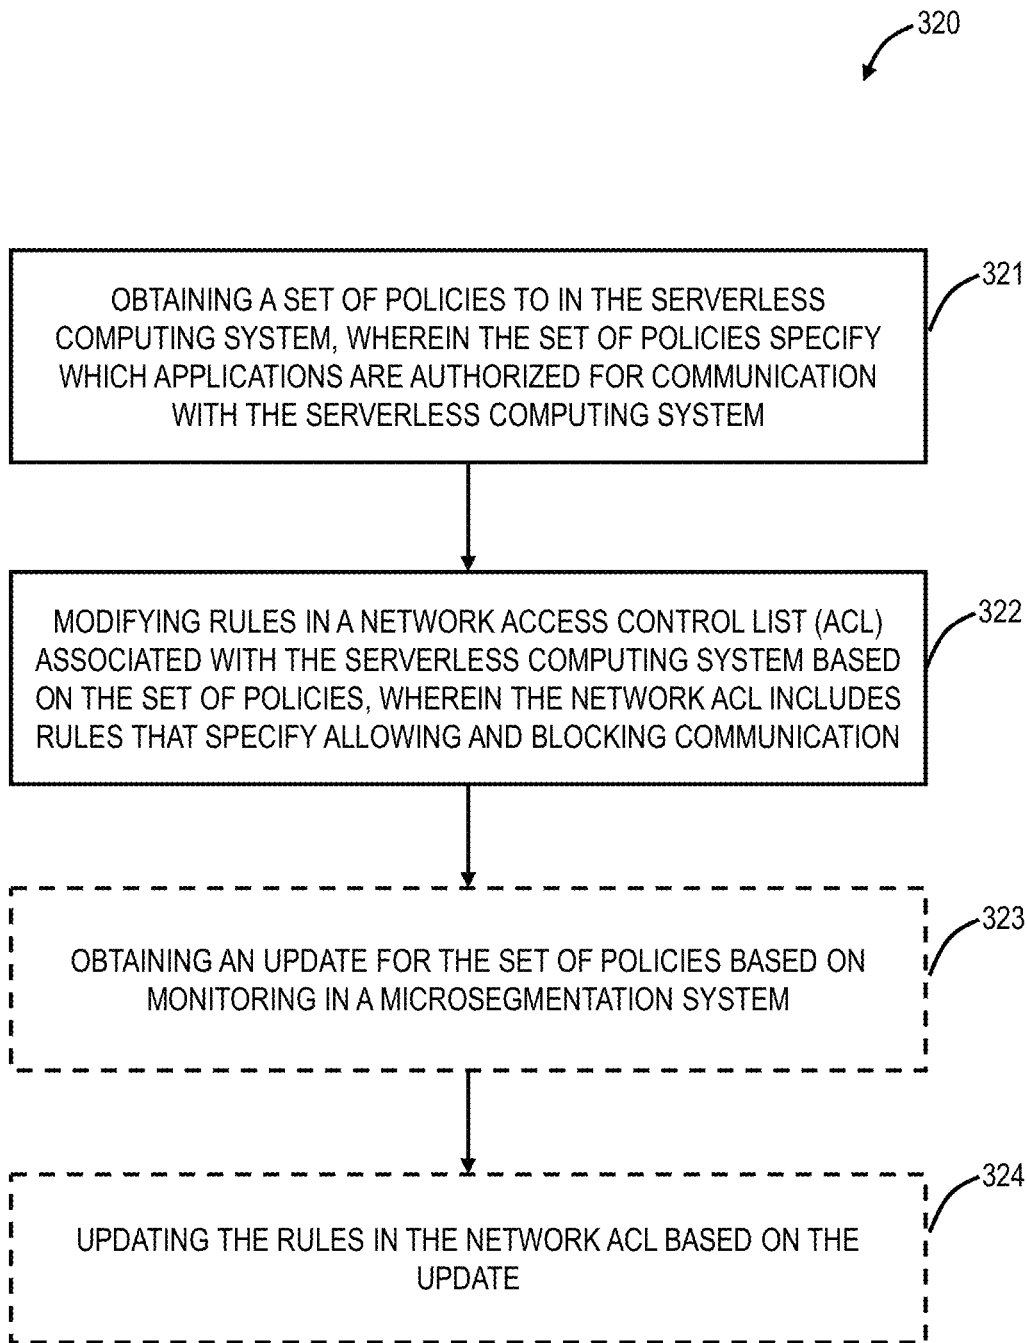 320
OBTAINING A SET OF POLICIES TO IN THE SERVERLESS
COMPUTING SYSTEM, WHEREIN THE SET OF POLICIES SPECIFY
WHICH APPLICATIONS ARE AUTHORIZED FOR COMMUNICATION
WITH THE SERVERLESS COMPUTING SYSTEM
321
MODIFYING RULES IN A NETWORK ACCESS CONTROL LIST (ACL)
ASSOCIATED WITH THE SERVERLESS COMPUTING SYSTEM BASED
ON THE SET OF POLICIES, WHEREIN THE NETWORK ACL INCLUDES
RULES THAT SPECIFY ALLOWING AND BLOCKING COMMUNICATION
322
OBTAINING AN UPDATE FOR THE SET OF POLICIES BASED ON
MONITORING IN A MICROSEGMENTATION SYSTEM
323
UPDATING THE RULES IN THE NETWORK ACL BASED ON THE
UPDATE
324